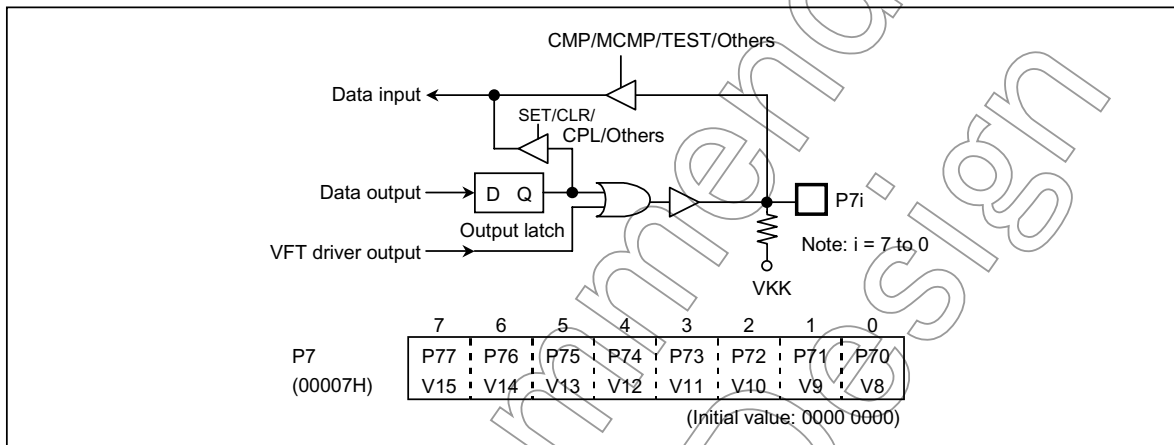 CMP/MCMP/TEST/Others
Data input
SET/CLR/
CPL/Others
Data output
D Q
P7i
Output latch
Note: i = 7 to 0
VFT driver output
VKK
7 6 5 4 3 2 1 0
P7 P77 P76 P75 P74 P73 P72 P71 P70
(00007H) V15 V14 V13 V12 V11 V10 V9 V8
(Initial value: 0000 0000)